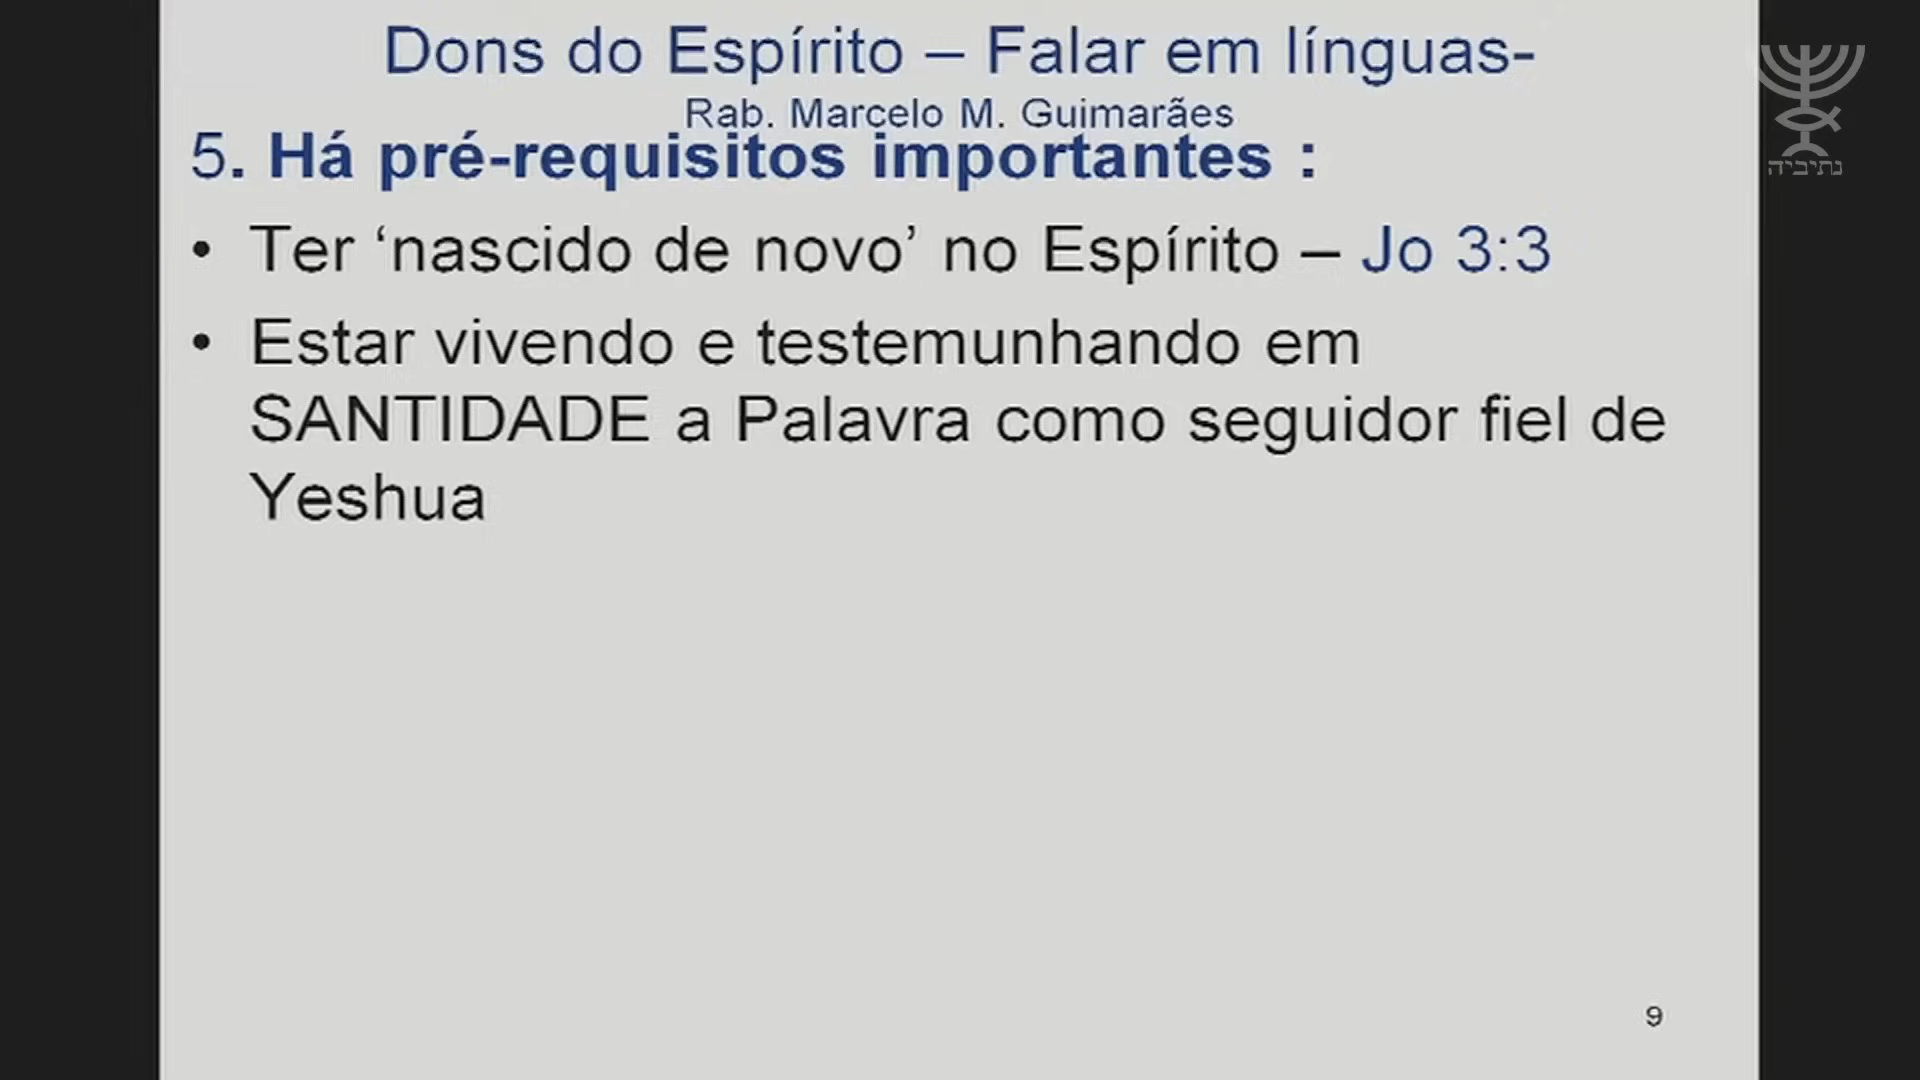 Dons do Espírito – Falar em línguas-
Rab. Marcelo M. Guimarães
5. Há pré-requisitos importantes :
• Ter ‘nascido de novo’ no Espírito – Jo 3:3
• Estar vivendo e testemunhando em
SANTIDADE a Palavra como seguidor fiel de
Yeshua
9
נתיביה